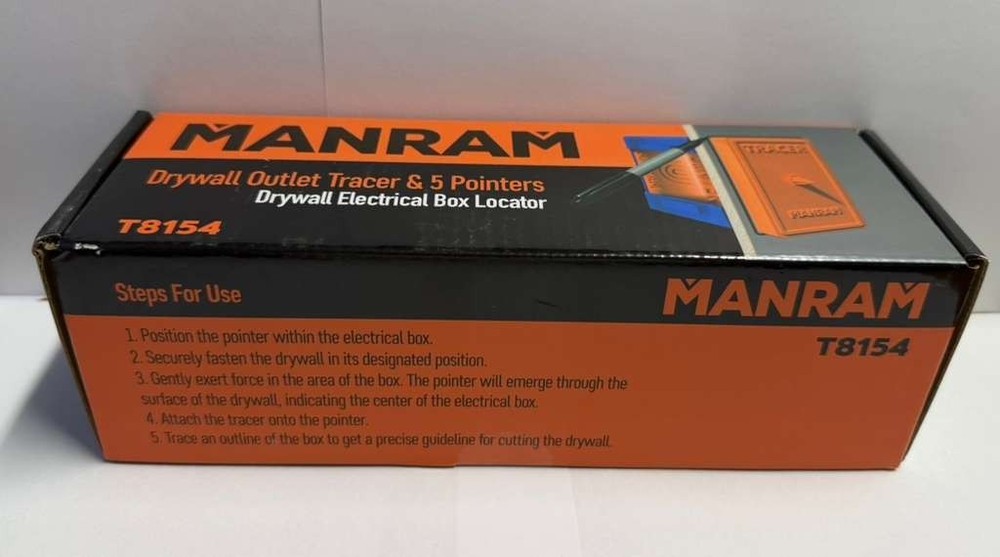 MANRAM
Drywall Outlet Tracer & 5 Pointers
Drywall Electrical Box Locator
T8154
TRACER
MANRAM
Steps For Use
MANRAM
T8154
1. Position the pointer within the electrical box.
2. Securely fasten the drywall in its designated position.
3. Gently exert force in the area of the box. The pointer will emerge through the
surface of the drywall, indicating the center of the electrical box.
4. Attach the tracer onto the pointer.
5. Trace an outline of the box to get a precise guideline for cutting the drywall.